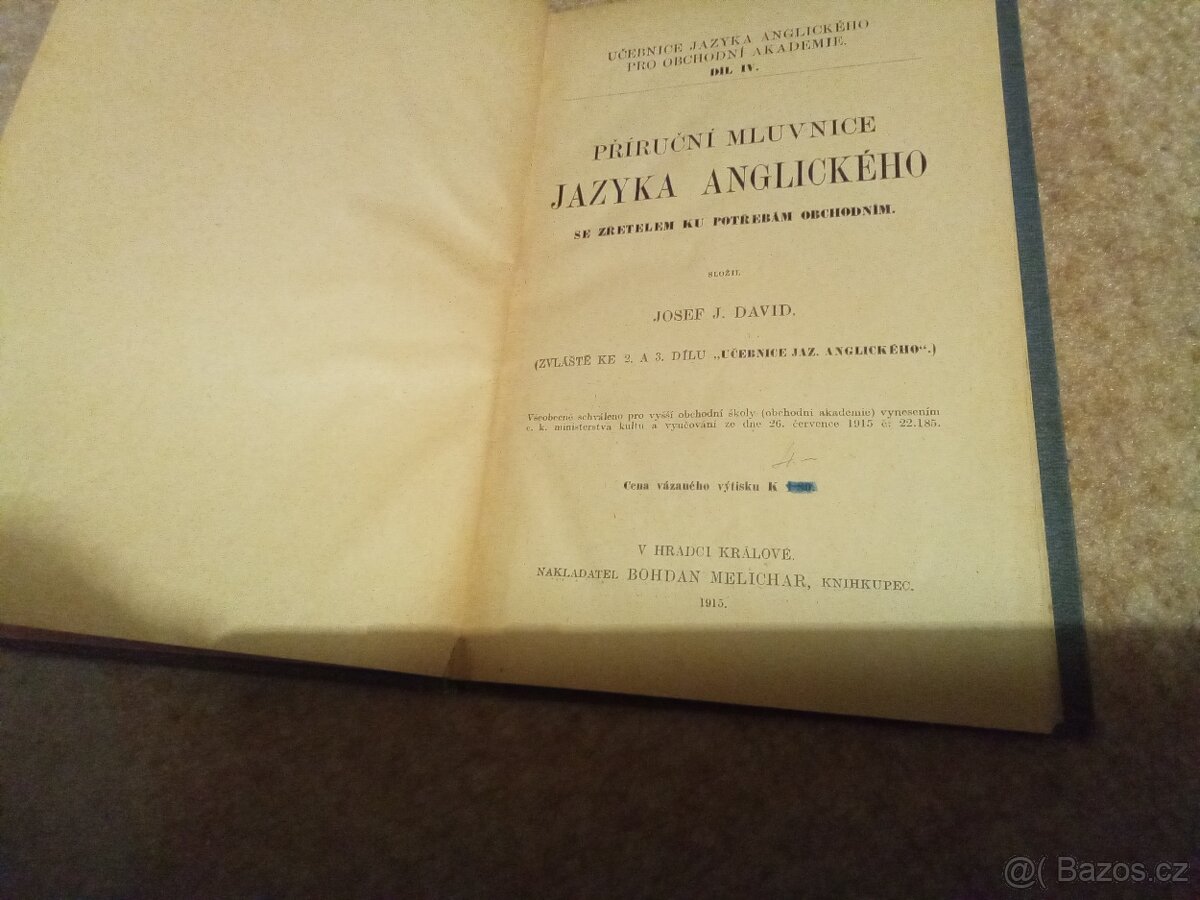 UČEBNICE JAZYKA ANGLICKÉHO
PRO OBCHODNÍ AKADEMIE.
DÍL IV.
PŘÍRUČNÍ MLUVNICE
JAZYKA ANGLICKÉHO
SE ZŘETELEM KU POTŘEBÁM OBCHODNÍM.
SLOŽIL
JOSEF J. DAVID.
(ZVLÁŠTĚ KE 2. A 3. DÍLU „UČEBNICE JAZ. ANGLICKÉHO“.)
Všeobecně schváleno pro vyšší obchodní školy (obchodní akademie) vynesením
c. k. ministerstva kultu a vyučování ze dne 26. července 1915 č. 22.185.
Cena vázaného výtisku K
V HRADCI KRÁLOVÉ.
NAKLADATEL BOHDAN MELICHAR, KNIHKUPEC.
1915.
@( Bazos.cz